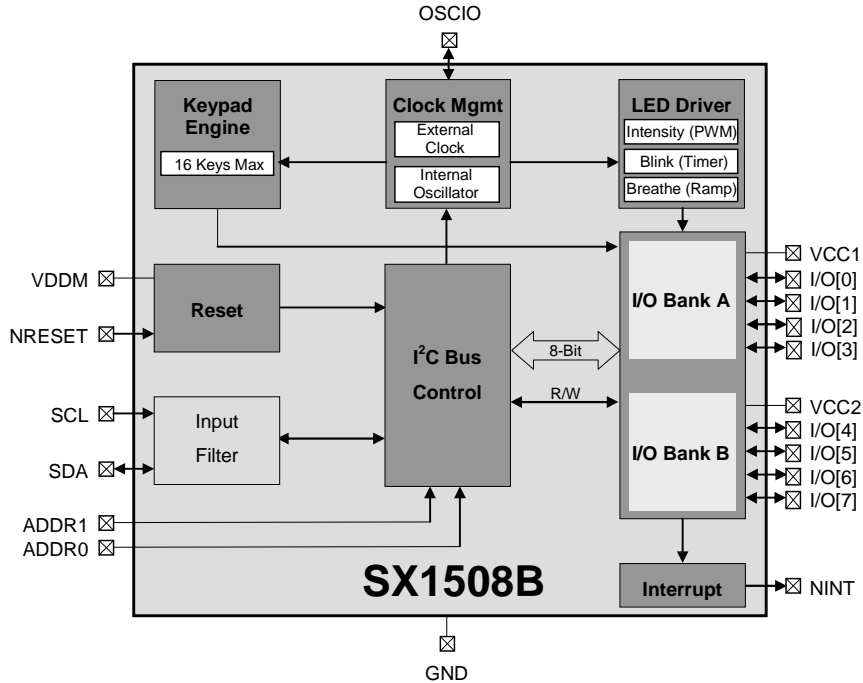 OSCIO
Keypad
Engine
16 Keys Max
Clock Mgmt
External
Clock
Internal
Oscillator
LED Driver
Intensity (PWM)
Blink (Timer)
Breathe (Ramp)
VDDM
NRESET
Reset
SCL
SDA
Input
Filter
ADDR1
ADDR0
I²C Bus
Control
8-Bit
R/W
I/O Bank A
I/O Bank B
VCC1
I/O[0]
I/O[1]
I/O[2]
I/O[3]
VCC2
I/O[4]
I/O[5]
I/O[6]
I/O[7]
SX1508B
Interrupt
NINT
GND